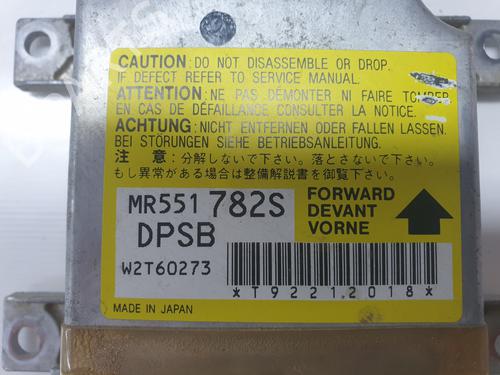 CAUTION: DO NOT DISASSEMBLE OR DROP.
IF DEFECT REFER TO SERVICE MANUAL.
ATTENTION: NE PAS DÉMONTER NI FAIRE TOMBER
EN CAS DE DÉFAILLANCE CONSULTER LA NOTICE.
ACHTUNG: NICHT ENTFERNEN ODER FALLEN LASSEN.
BEI STÖRUNGEN SIEHE BETRIEBSANLEITUNG.
注 意：分解しないで下さい。落とさないで下さい。
もし異常がある場合は整備解説書を御覧下さい。
MR551 782S
DPSB
W2T60273
FORWARD
DEVANT
VORNE
*T92212018*
MADE IN JAPAN